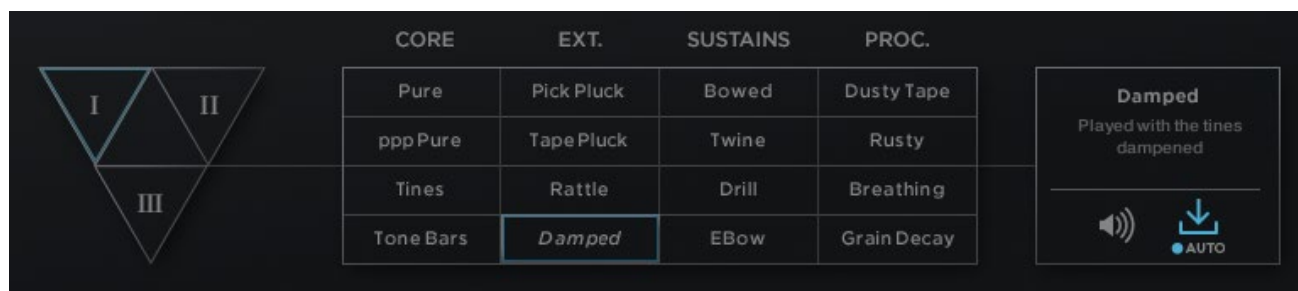 CORE EXT. SUSTAINS PROC.
I II
III
Pure Pick Pluck Bowed Dusty Tape
ppp Pure Tape Pluck Twine Rusty
Tines Rattle Drill Breathing
Tone Bars Damped EBow Grain Decay
Damped
Played with the tines
dampened
AUTO